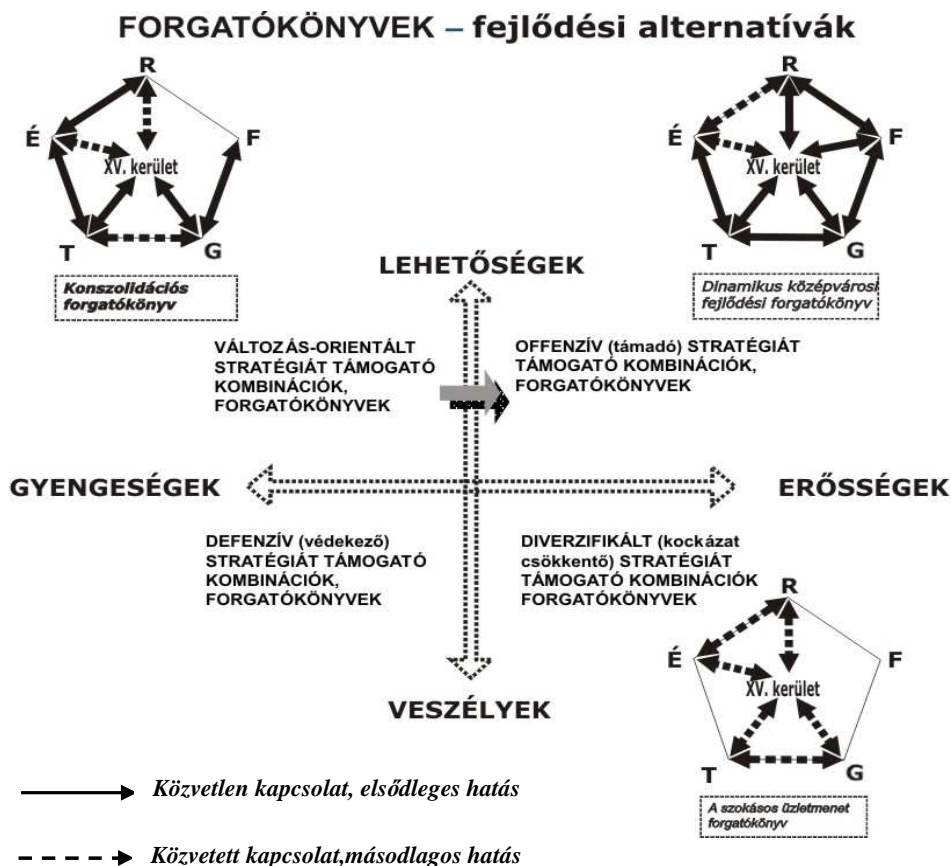 FORGATÓKÖNYVEK – fejlődési alternatívák
R
É
F
XV. kerület
T
G
Konszolidációs
forgatókönyv
R
É
F
XV. kerület
T
G
Dinamikus középvárosi
fejlődési forgatókönyv
LEHETŐSÉGEK
VÁLTOZÁS-ORIENTÁLT
STRATÉGIÁT TÁMOGATÓ
KOMBINÁCIÓK,
FORGATÓKÖNYVEK
OFFENZÍV (támadó) STRATÉGIÁT
TÁMOGATÓ KOMBINÁCIÓK,
FORGATÓKÖNYVEK
GYENGESÉGEK
ERŐSSÉGEK
DEFENZÍV (védekező)
STRATÉGIÁT TÁMOGATÓ
KOMBINÁCIÓK,
FORGATÓKÖNYVEK
DIVERZIFIKÁLT (kockázat
csökkentő) STRATÉGIÁT
TÁMOGATÓ KOMBINÁCIÓK
FORGATÓKÖNYVEK
R
É
F
XV. kerület
T
G
A szokásos üzletmenet
forgatókönyv
VESZÉLYEK
Közvetlen kapcsolat, elsődleges hatás
Közvetett kapcsolat,másodlagos hatás